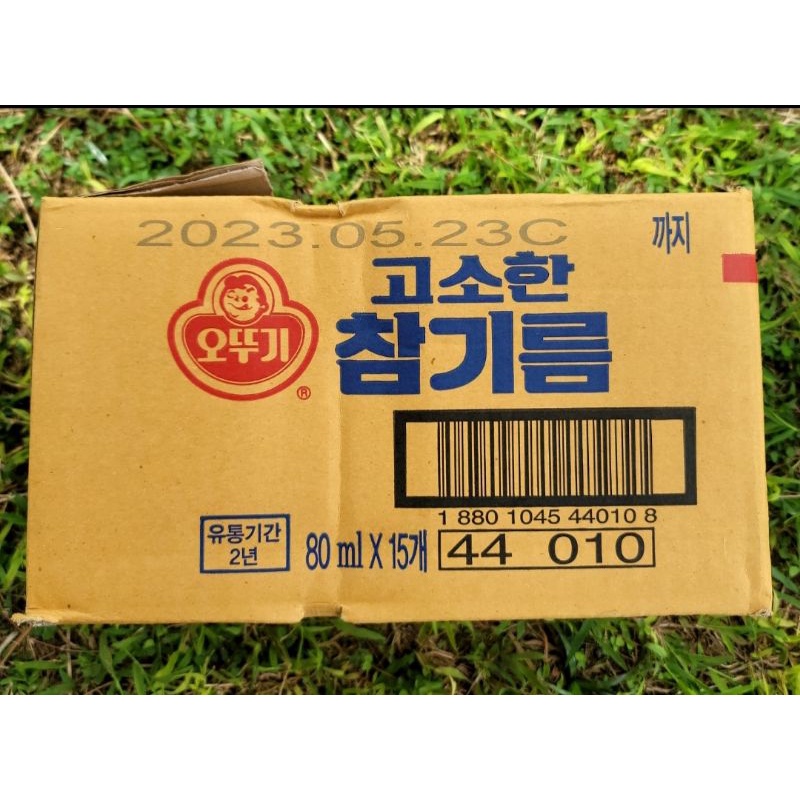 2023.05.23C 까지
고소한
참기름
오뚜기
®
1 880 1045 44010 8
유통기간
2년
80 ml X 15개
44 010